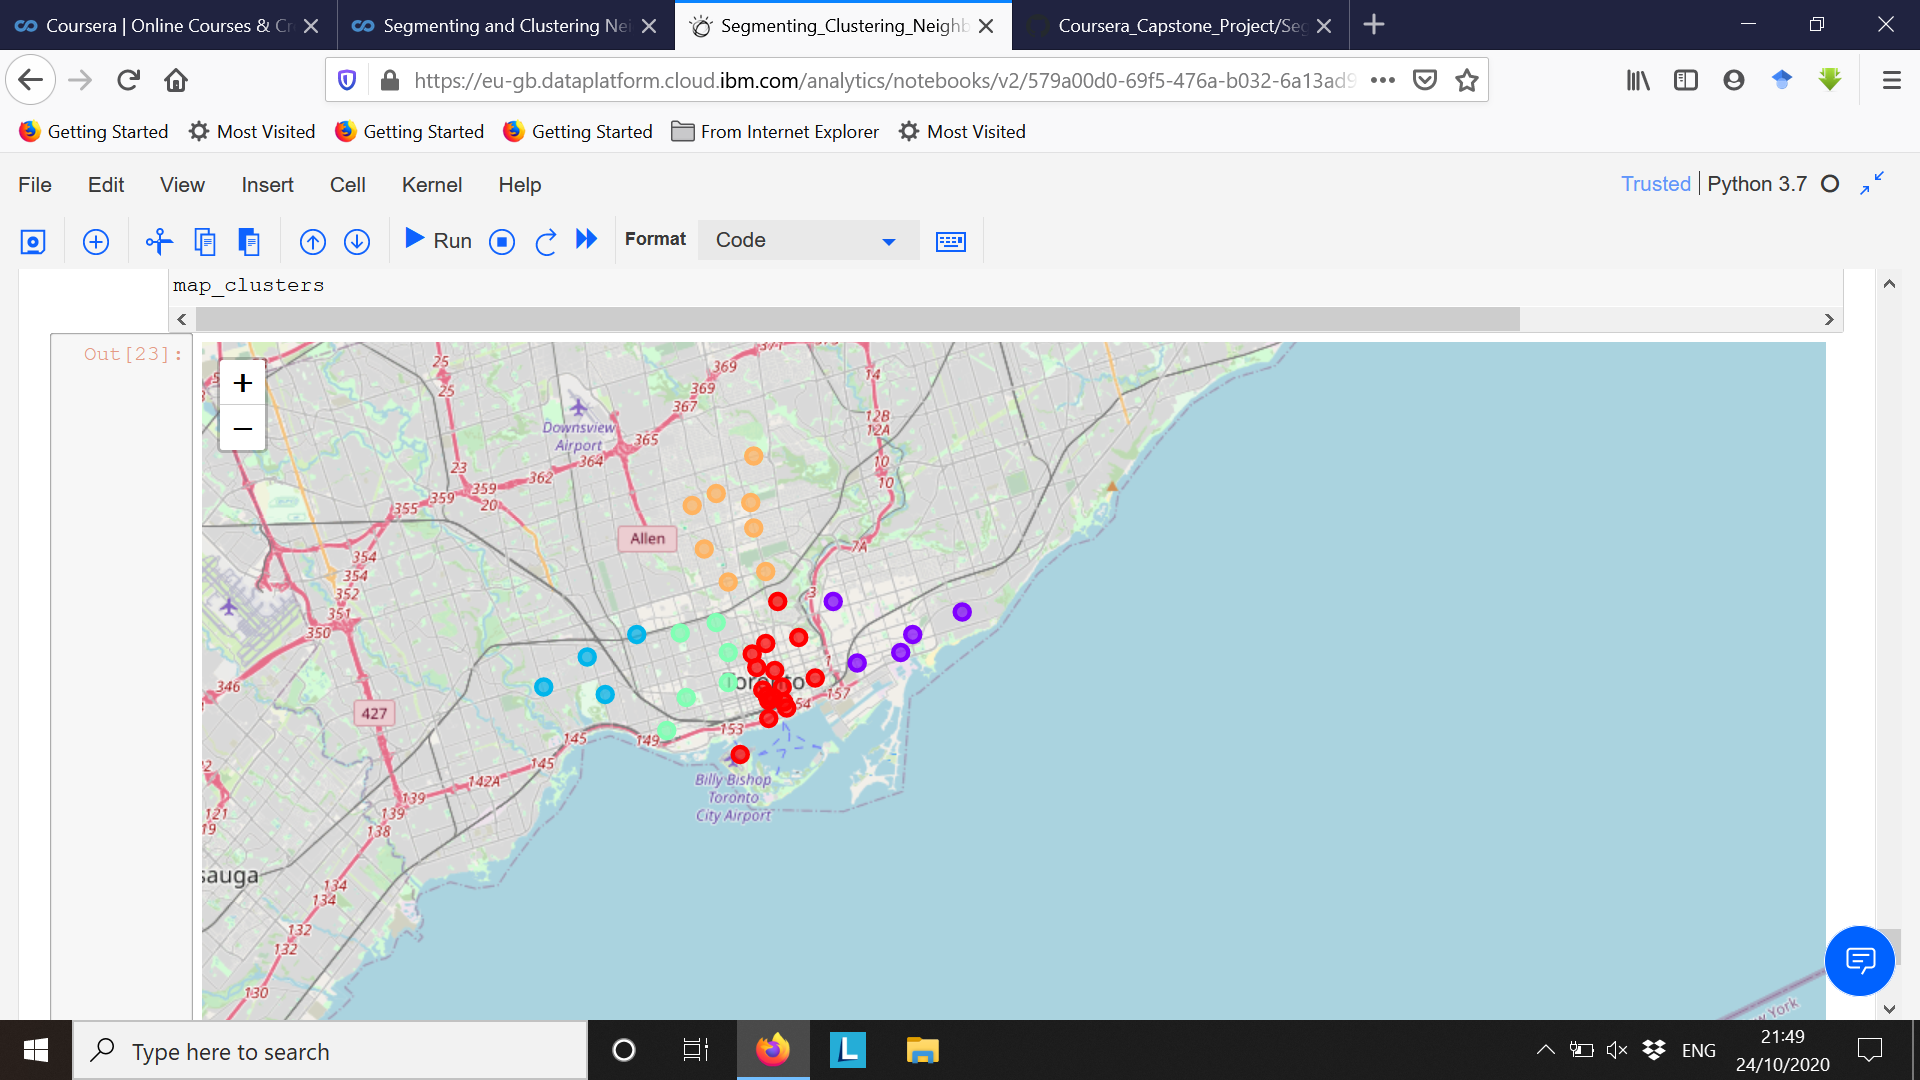 Coursera | Online Courses & Cr
Segmenting and Clustering Nei
Segmenting_Clustering_Neighb
Coursera_Capstone_Project/Seg
https://eu-gb.dataplatform.cloud.ibm.com/analytics/notebooks/v2/579a00d0-69f5-476a-b032-6a13ad9
Getting Started
Most Visited
Getting Started
Getting Started
From Internet Explorer
Most Visited
File Edit View Insert Cell Kernel Help
Trusted | Python 3.7
Run
Format
Code
map_clusters
Out[23]:
+
−
25
25
371
369
369
367
14
12B
12A
Downsview
Airport
365
364
10
10
23
362
359
359
20
355
Allen
7A
354
354
352
351
350
3
1
Toronto
346
157
54
427
153
145
149
145
142A
Billy Bishop
Toronto
City Airport
139
139
138
121
19
sauga
134
134
132
132
130
w York
Type here to search
L
ENG
21:49
24/10/2020